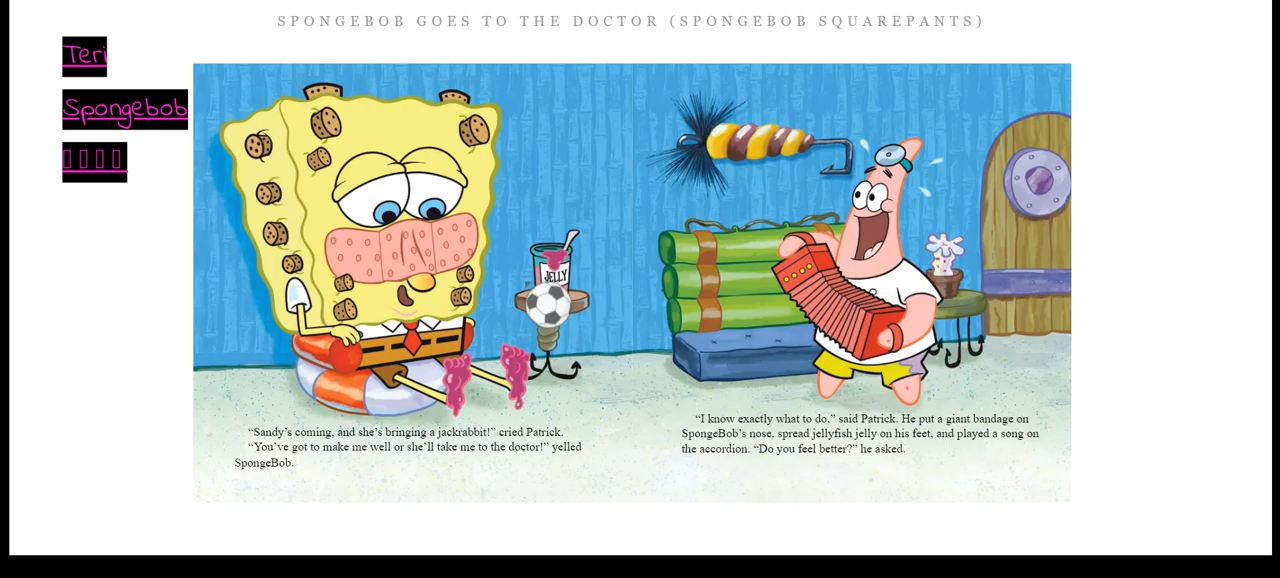 SPONGEBOB GOES TO THE DOCTOR (SPONGEBOB SQUAREPANTS)
Teri
Spongebob
JELLY
“Sandy’s coming, and she’s bringing a jackrabbit!” cried Patrick.
“You’ve got to make me well or she’ll take me to the doctor!” yelled
SpongeBob.
“I know exactly what to do,” said Patrick. He put a giant bandage on
SpongeBob’s nose, spread jellyfish jelly on his feet, and played a song on
the accordion. “Do you feel better?” he asked.